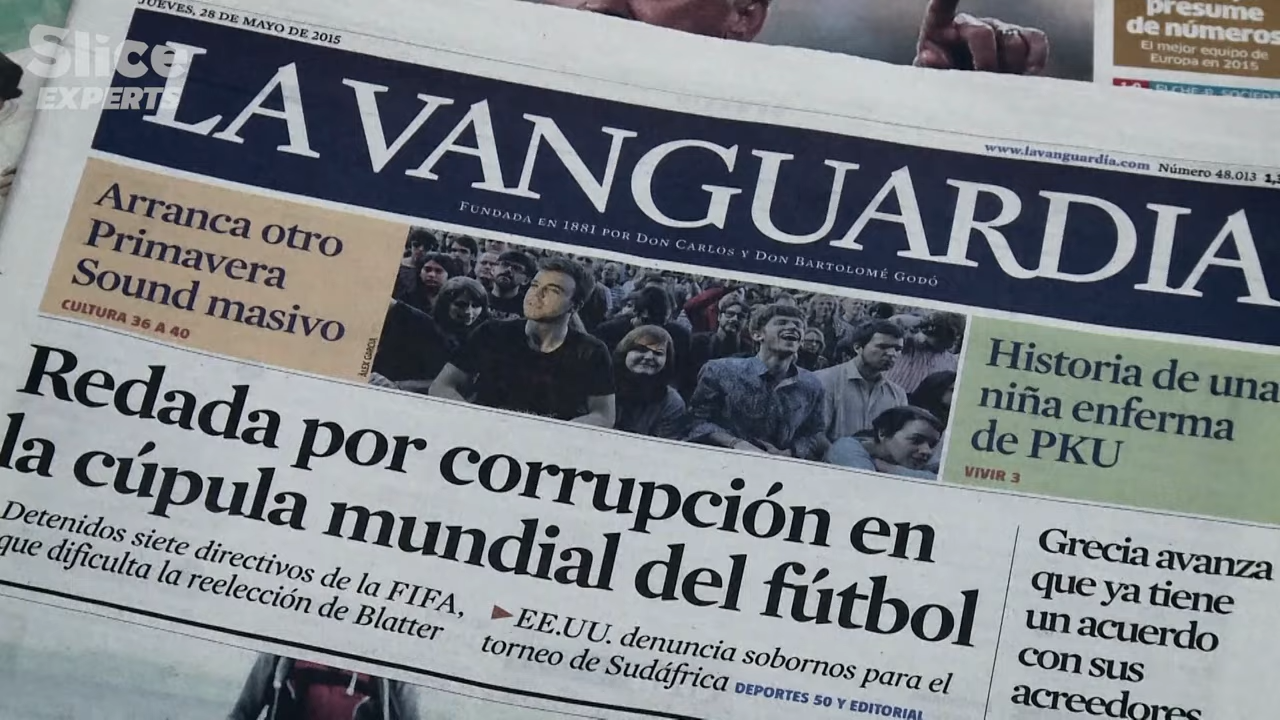 Slice
EXPERTS
JUEVES, 28 DE MAYO DE 2015
presume
de números
El mejor equipo de
Europa en 2015
LA VANGUARDIA
www.lavanguardia.com Número 48.013
FUNDADA EN 1881 POR DON CARLOS Y DON BARTOLOMÉ GODÓ
Arranca otro
Primavera
Sound masivo
CULTURA 36 A 40
ALEX GARCIA
Historia de una
niña enferma
de PKU
VIVIR 3
Redada por corrupción en
la cúpula mundial del fútbol
Detenidos siete directivos de la FIFA,
que dificulta la reelección de Blatter
►EE.UU. denuncia sobornos para el
torneo de Sudáfrica DEPORTES 50 Y EDITORIAL
Grecia avanza
que ya tiene
un acuerdo
con sus
acreedores